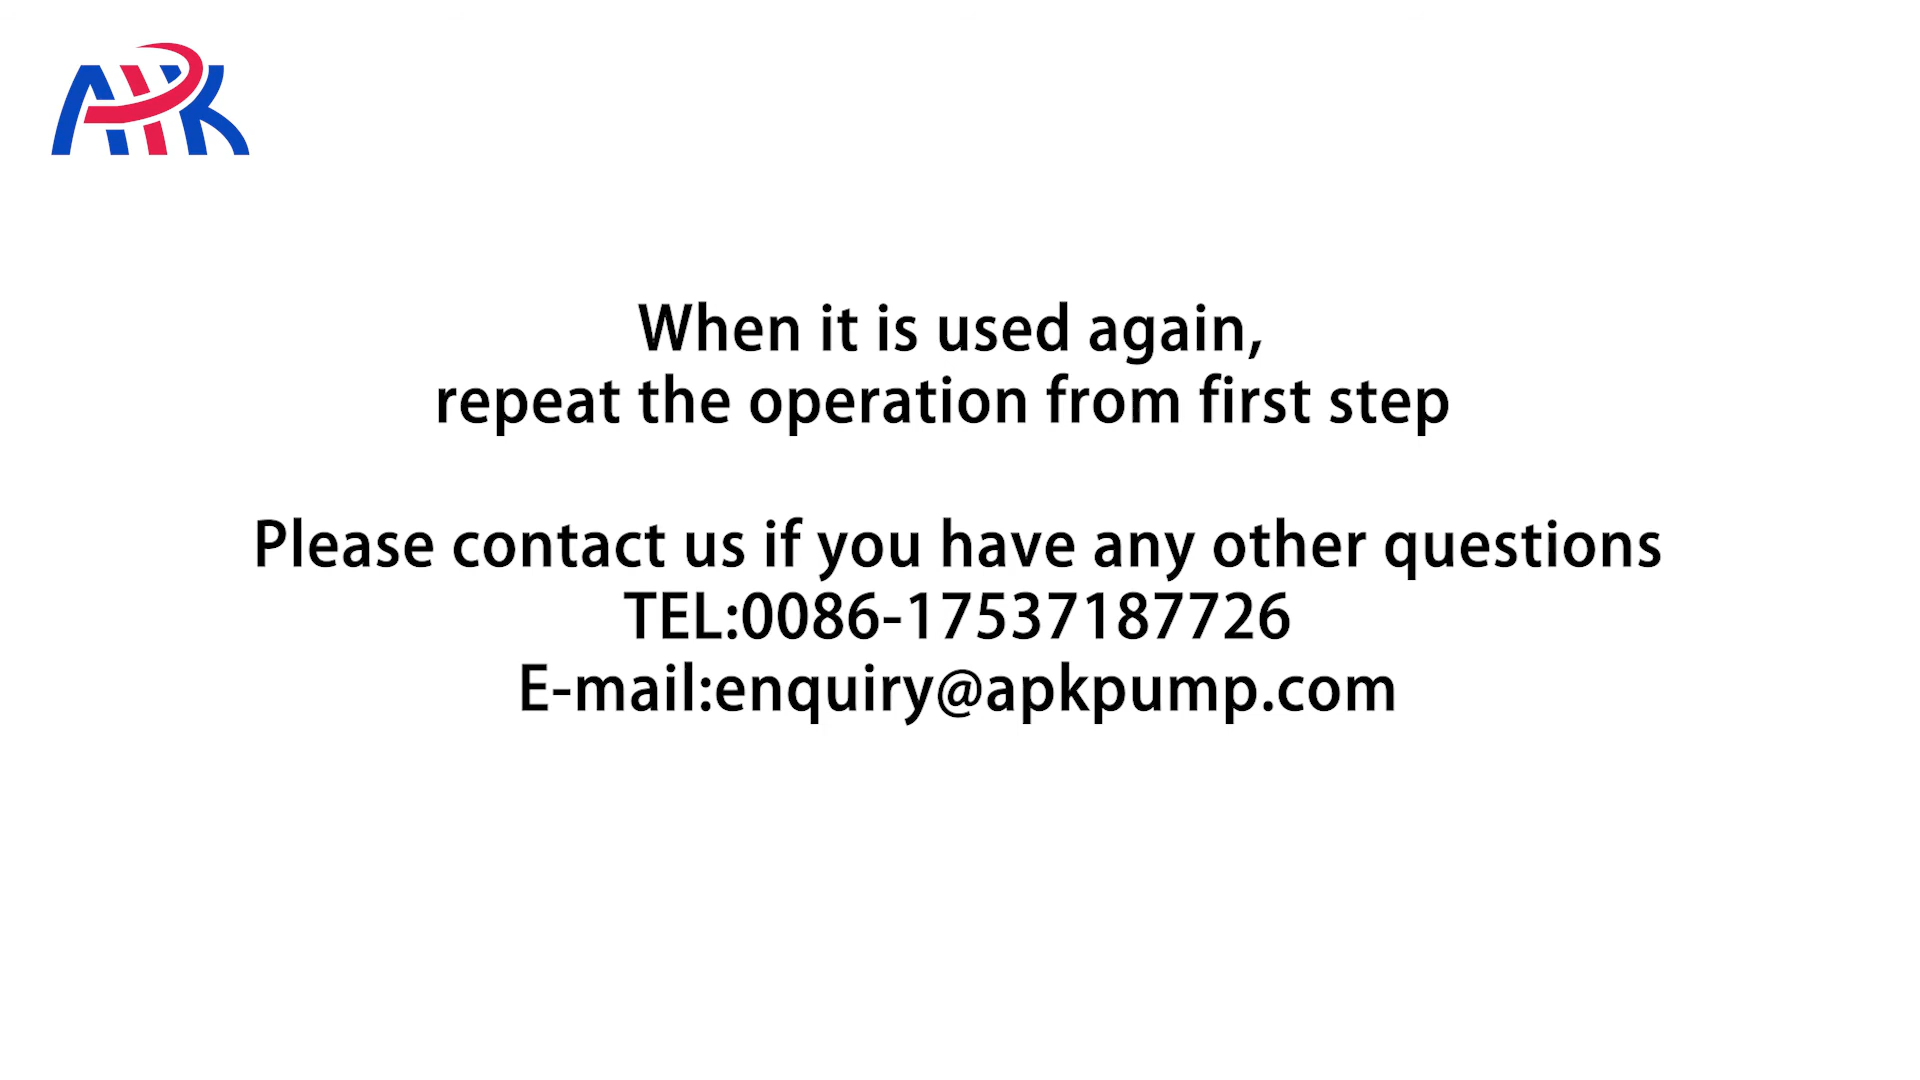 APK
When it is used again,
repeat the operation from first step
Please contact us if you have any other questions
TEL:0086-17537187726
E-mail:enquiry@apkpump.com